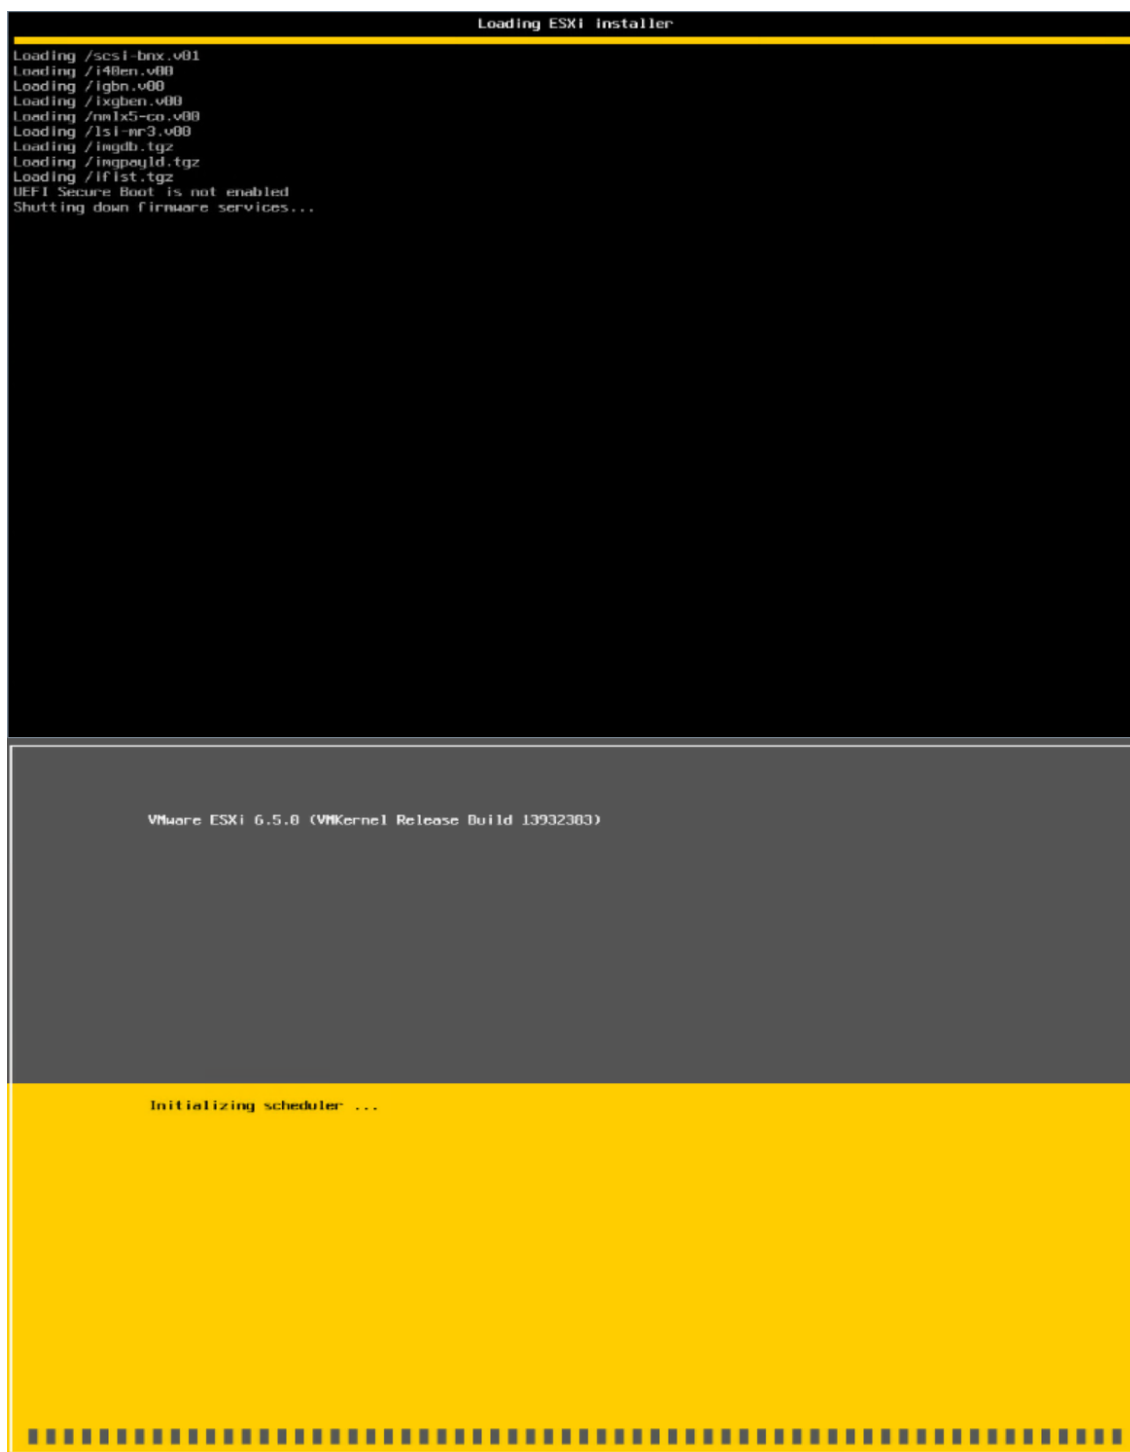 Loading ESXi installer
Loading /scsi-bnx.v01
Loading /i40en.v00
Loading /igbn.v00
Loading /ixgben.v00
Loading /nmlx5-co.v00
Loading /lsi-mr3.v00
Loading /imgdb.tgz
Loading /imgpayld.tgz
Loading /ifist.tgz
UEFI Secure Boot is not enabled
Shutting down firmware services...
VMware ESXi 6.5.0 (VMKernel Release Build 13932383)
Initializing scheduler ...